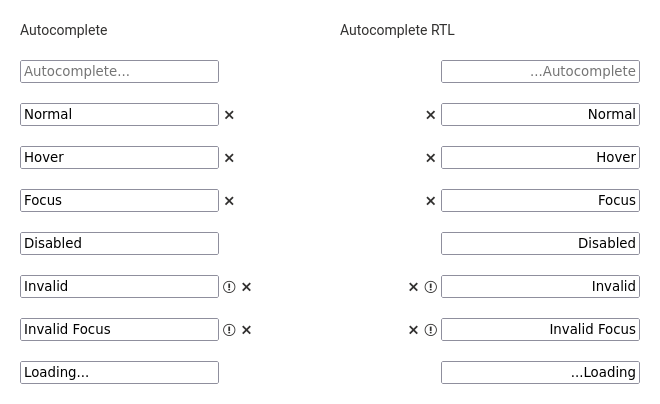 Autocomplete
Autocomplete RTL
Autocomplete...
...Autocomplete
Normal
Normal
Hover
Hover
Focus
Focus
Disabled
Disabled
Invalid
Invalid
Invalid Focus
Invalid Focus
Loading...
...Loading